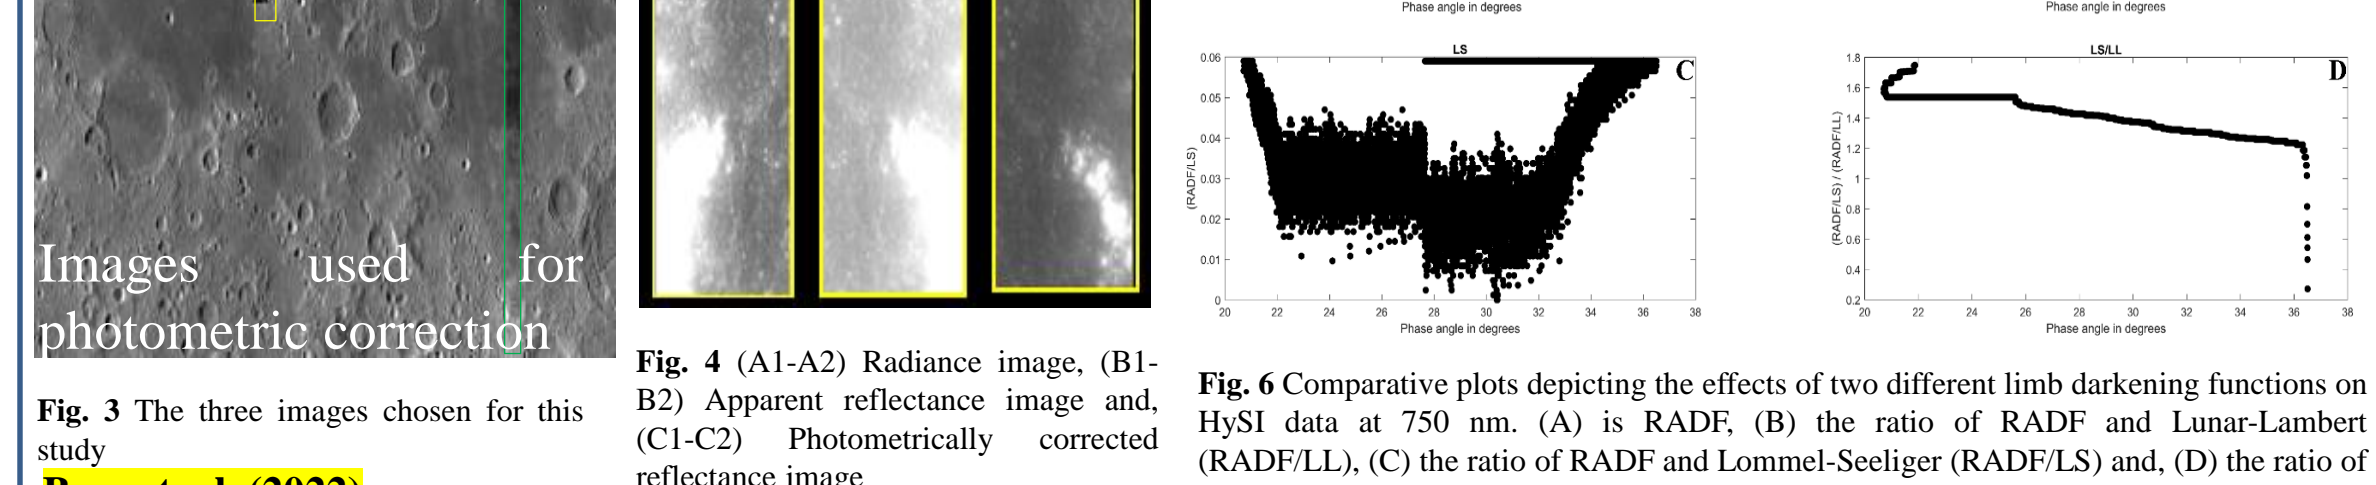 Images used for
photometric correction
Fig. 3 The three images chosen for this
study
Fig. 4 (A1-A2) Radiance image, (B1-
B2) Apparent reflectance image and,
(C1-C2) Photometrically corrected
reflectance image
Phase angle in degrees
LS
C
(RADF/LS)
0.06
0.05
0.04
0.03
0.02
0.01
0
20 22 24 26 28 30 32 34 36 38
Phase angle in degrees
Phase angle in degrees
LS/LL
D
(RADF/LS) / (RADF/LL)
1.8
1.6
1.4
1.2
1
0.8
0.6
0.4
0.2
20 22 24 26 28 30 32 34 36 38
Phase angle in degrees
Fig. 6 Comparative plots depicting the effects of two different limb darkening functions on
HySI data at 750 nm. (A) is RADF, (B) the ratio of RADF and Lunar-Lambert
(RADF/LL), (C) the ratio of RADF and Lommel-Seeliger (RADF/LS) and, (D) the ratio of